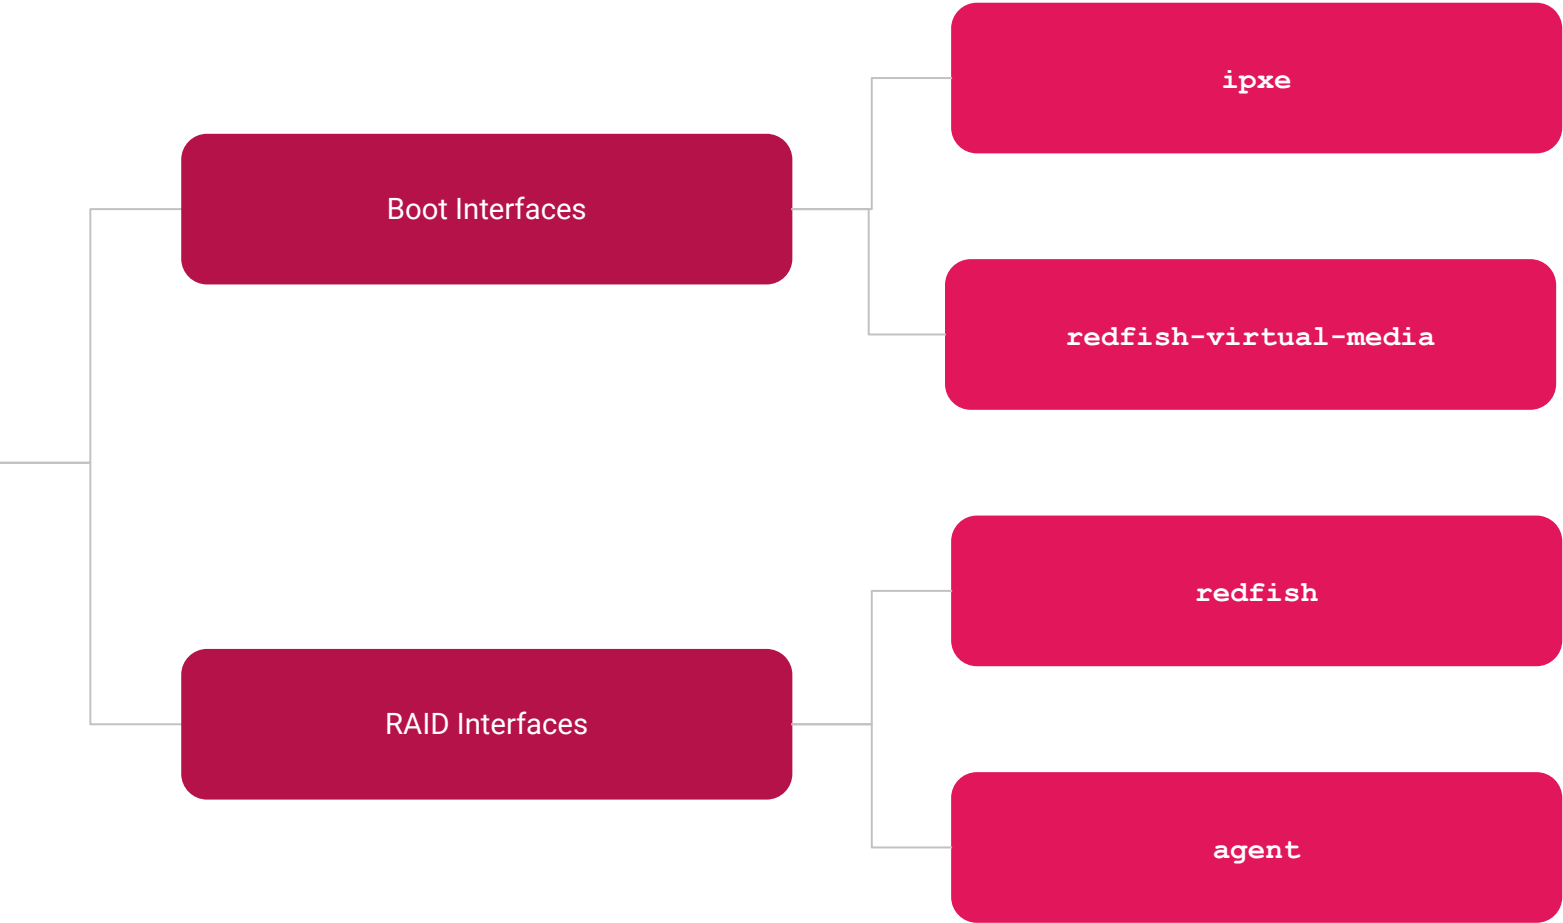 ipxe
Boot Interfaces
redfish-virtual-media
redfish
RAID Interfaces
agent